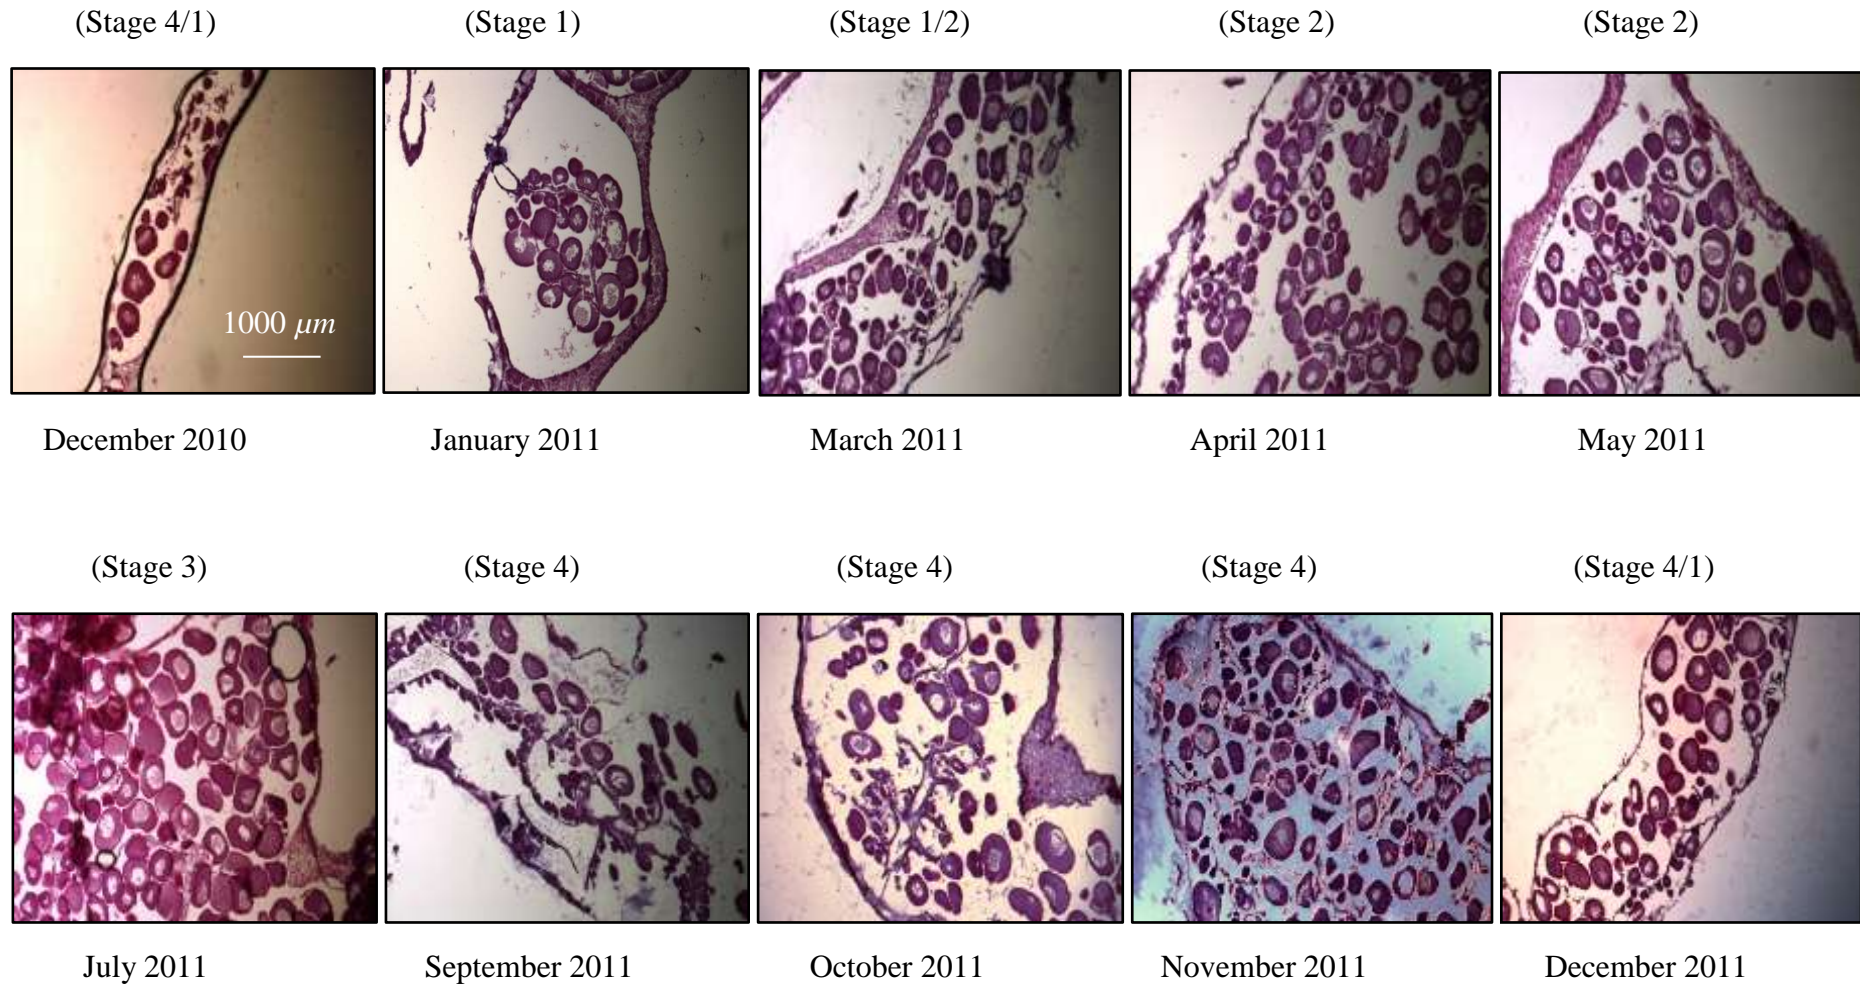 (Stage 4/1) (Stage 1) (Stage 1/2) (Stage 2) (Stage 2)
1000 µm
December 2010 January 2011 March 2011 April 2011 May 2011
(Stage 3) (Stage 4) (Stage 4) (Stage 4) (Stage 4/1)
July 2011 September 2011 October 2011 November 2011 December 2011